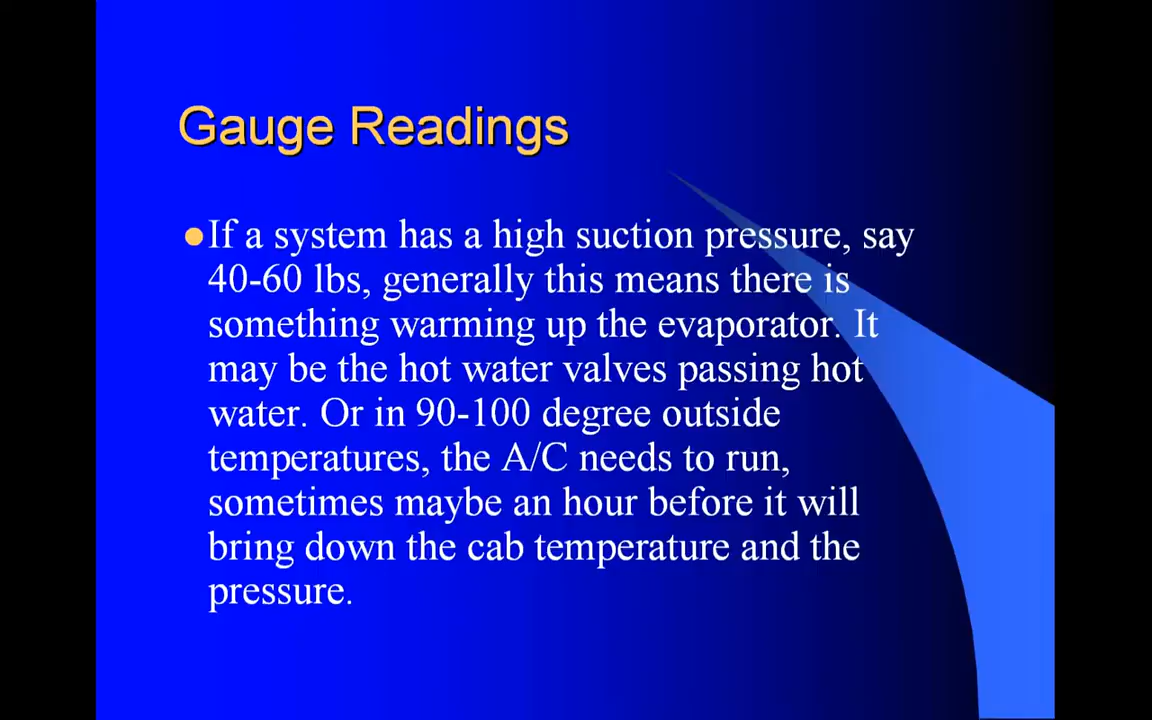 Gauge Readings
If a system has a high suction pressure, say
40-60 lbs, generally this means there is
something warming up the evaporator. It
may be the hot water valves passing hot
water. Or in 90-100 degree outside
temperatures, the A/C needs to run,
sometimes maybe an hour before it will
bring down the cab temperature and the
pressure.